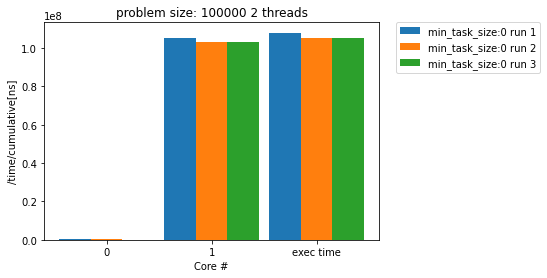 problem size: 100000 2 threads
1e8
1.0
0.8
0.6
0.4
0.2
0.0
/time/cumulative[ns]
0 1 exec time
Core #
min_task_size:0 run 1
min_task_size:0 run 2
min_task_size:0 run 3